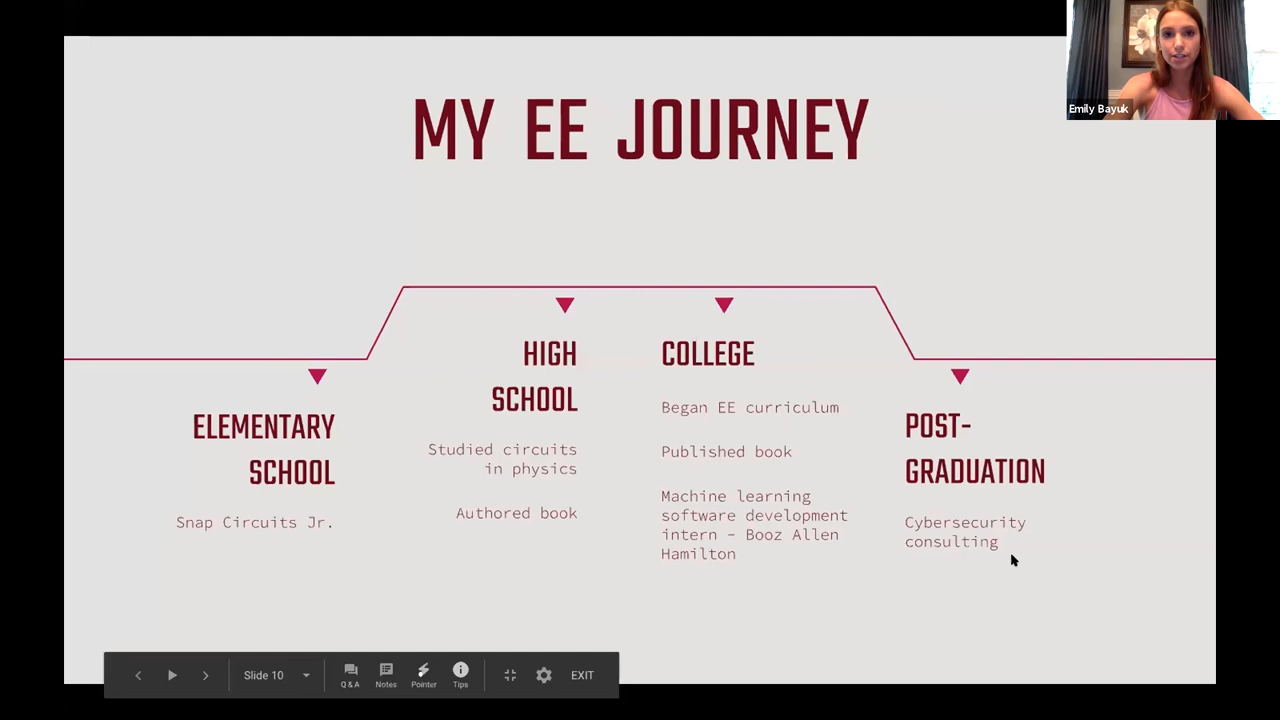 MY EE JOURNEY
Emily Bayuk
ELEMENTARY
SCHOOL
Snap Circuits Jr.
HIGH
SCHOOL
Studied circuits
in physics
Authored book
COLLEGE
Began EE curriculum
Published book
Machine learning
software development
intern - Booz Allen
Hamilton
POST-
GRADUATION
Cybersecurity
consulting
Slide 10
Q & A
Notes
Pointer
Tips
EXIT